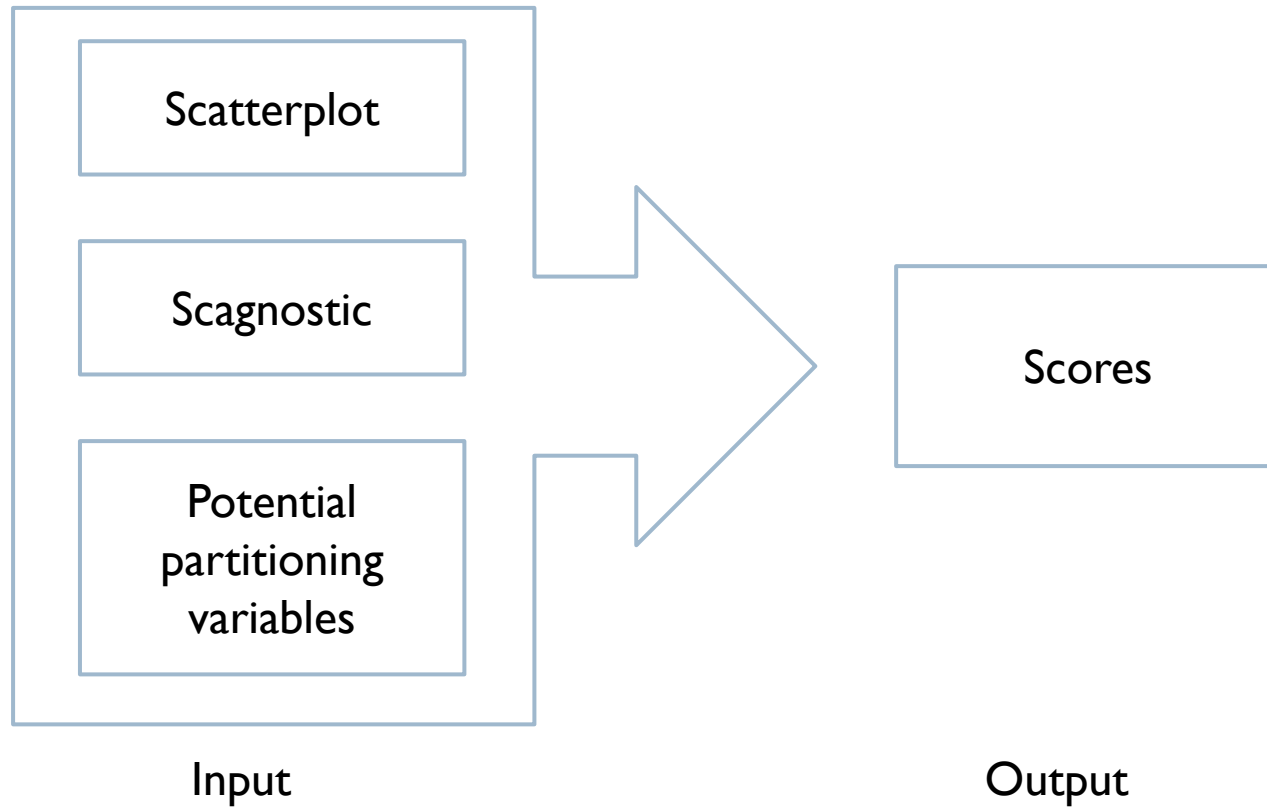 Scatterplot
Scagnostic
Potential
partitioning
variables
Input
Scores
Output